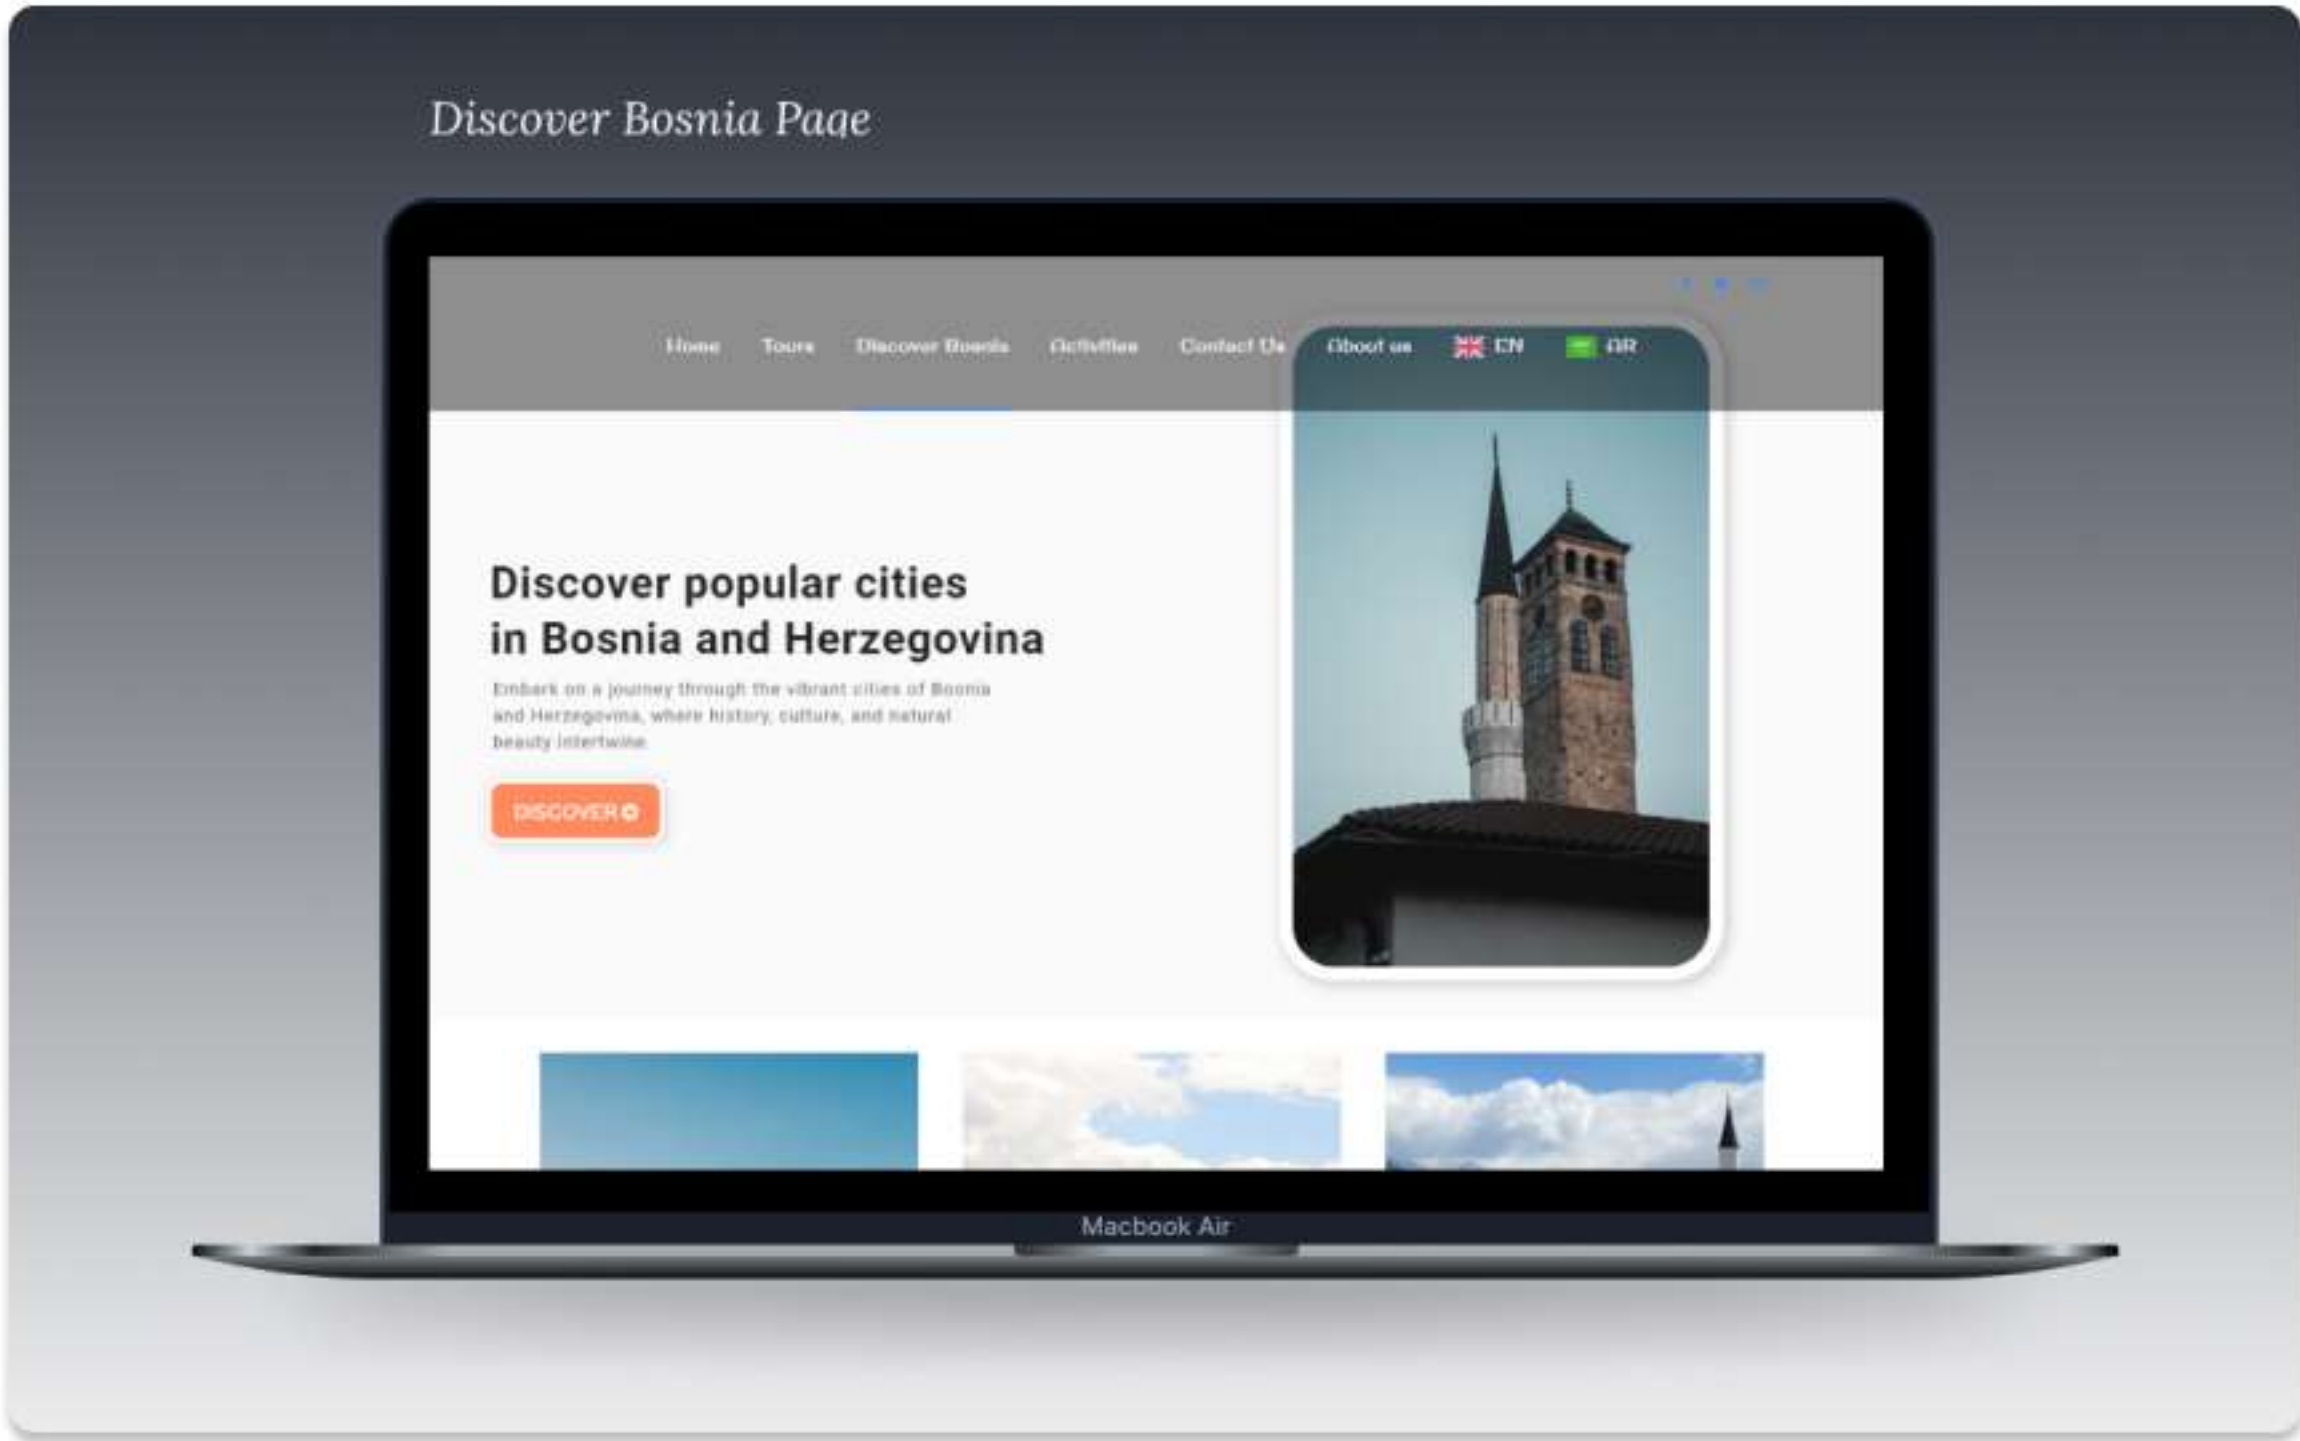 Discover Bosnia Page
Home Tours Discover Bosnia Activities Contact Us About us EN AR
Discover popular cities
in Bosnia and Herzegovina
Embark on a journey through the vibrant cities of Bosnia
and Herzegovina, where history, culture, and natural
beauty intertwine.
DISCOVER
Macbook Air